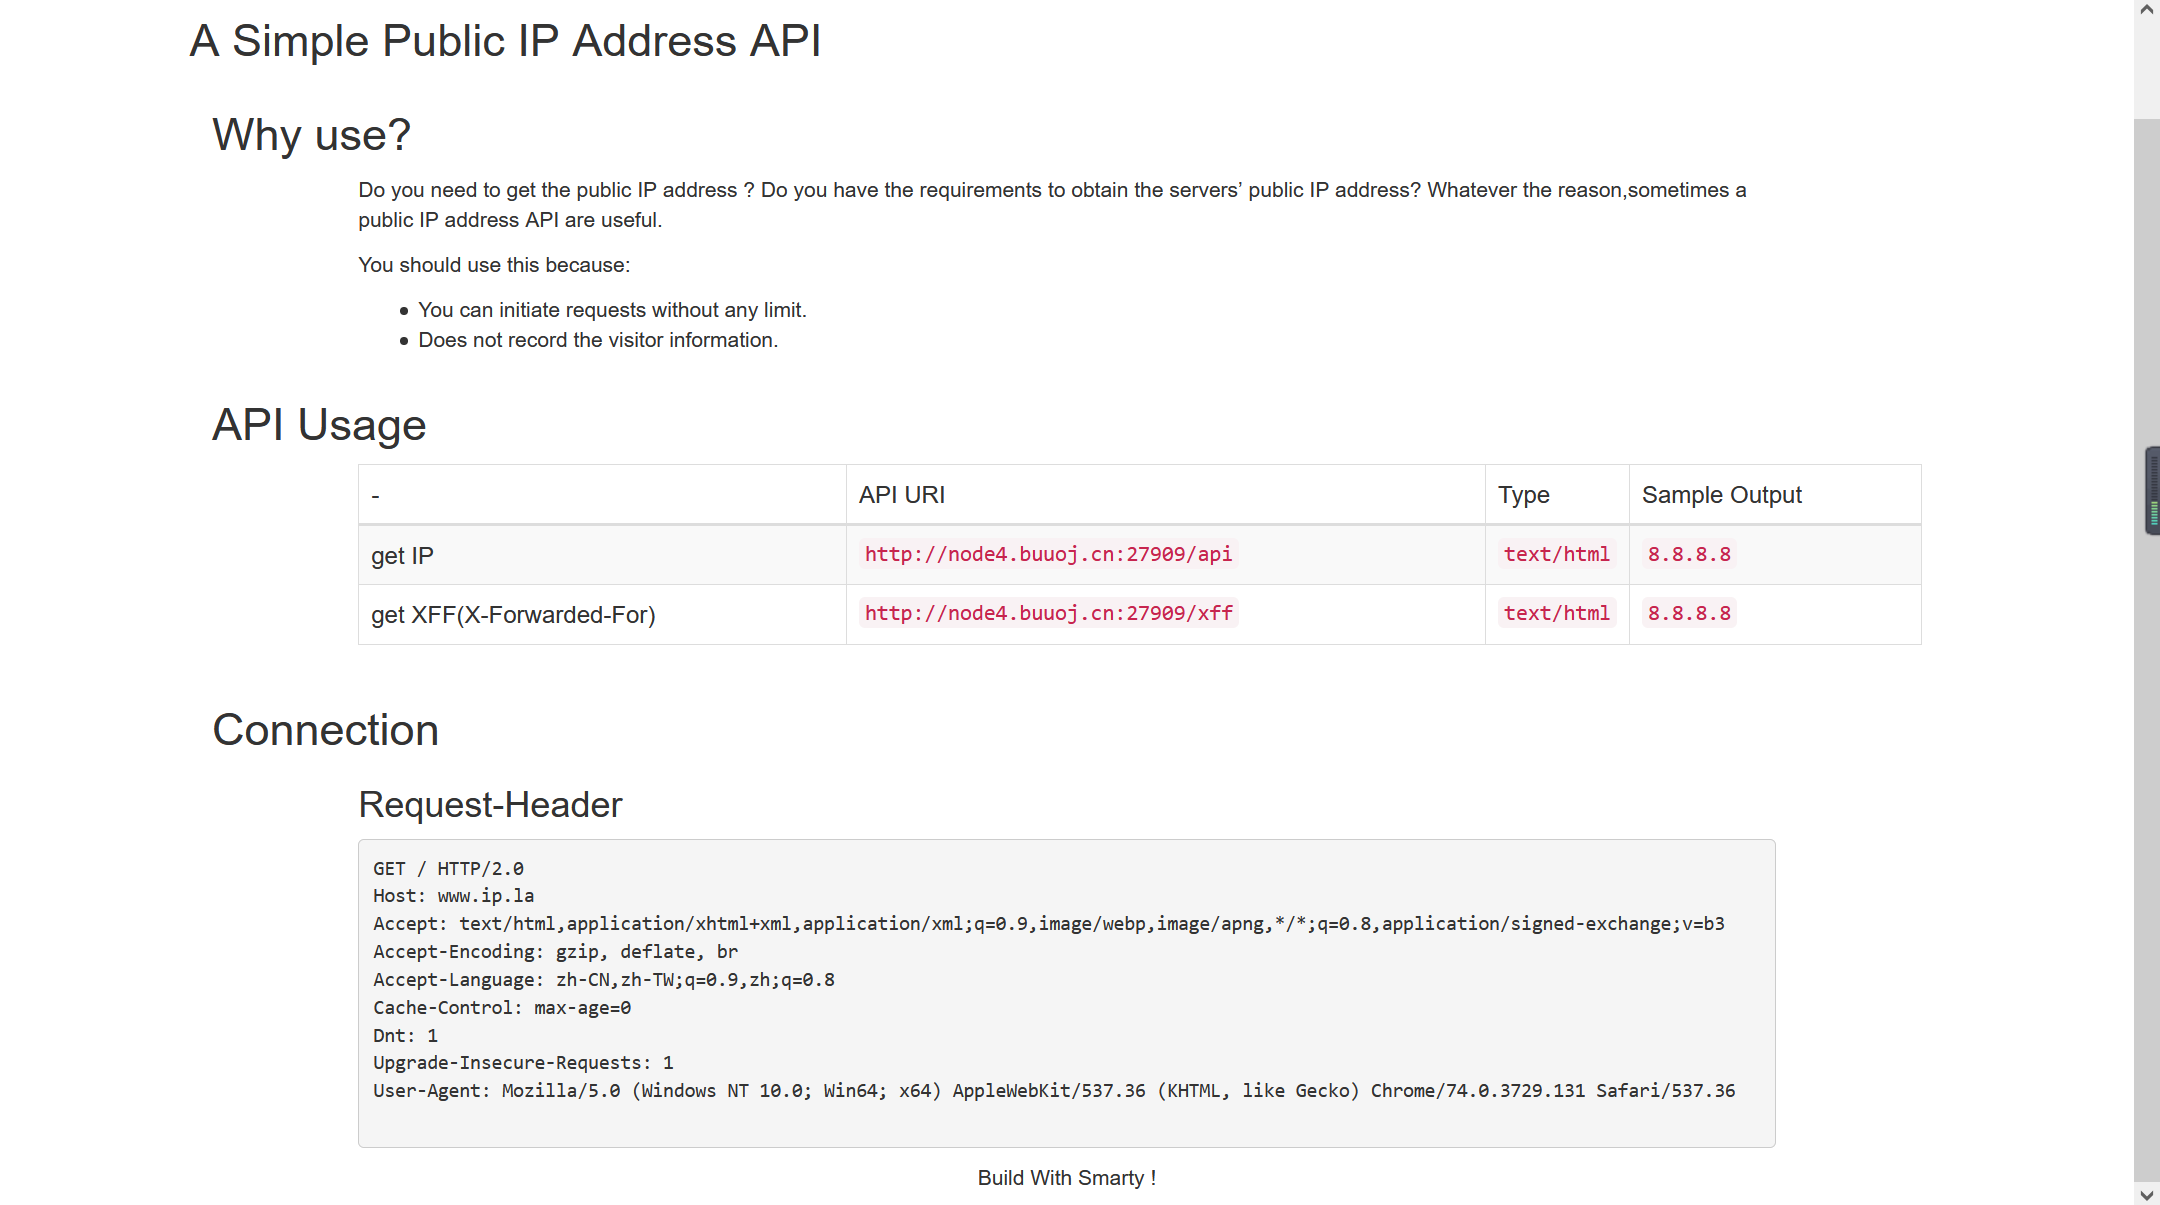 A Simple Public IP Address API
Why use?
Do you need to get the public IP address ? Do you have the requirements to obtain the servers’ public IP address? Whatever the reason,sometimes a
public IP address API are useful.
You should use this because:
You can initiate requests without any limit.
Does not record the visitor information.
API Usage
- API URI Type Sample Output
get IP http://node4.buuoj.cn:27909/api text/html 8.8.8.8
get XFF(X-Forwarded-For) http://node4.buuoj.cn:27909/xff text/html 8.8.8.8
Connection
Request-Header
GET / HTTP/2.0
Host: www.ip.la
Accept: text/html,application/xhtml+xml,application/xml;q=0.9,image/webp,image/apng,*/*;q=0.8,application/signed-exchange;v=b3
Accept-Encoding: gzip, deflate, br
Accept-Language: zh-CN,zh-TW;q=0.9,zh;q=0.8
Cache-Control: max-age=0
Dnt: 1
Upgrade-Insecure-Requests: 1
User-Agent: Mozilla/5.0 (Windows NT 10.0; Win64; x64) AppleWebKit/537.36 (KHTML, like Gecko) Chrome/74.0.3729.131 Safari/537.36
Build With Smarty !